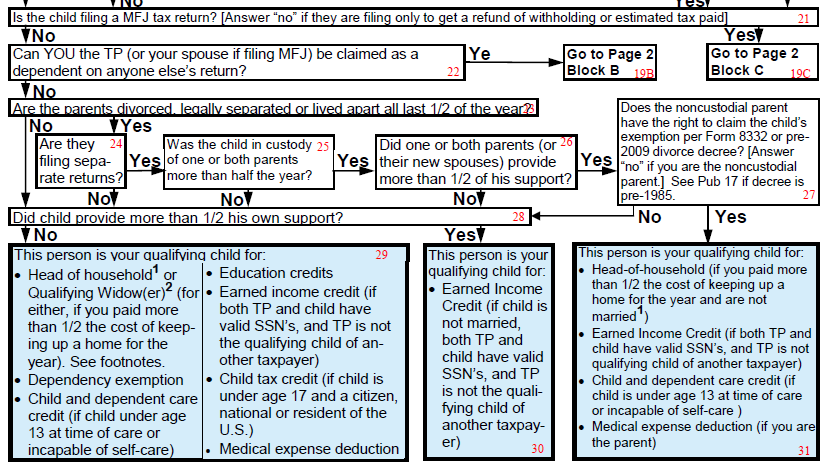 No
Yes
Is the child filing a MFJ tax return? [Answer “no” if they are filing only to get a refund of withholding or estimated tax paid] 21
No
Yes
Can YOU the TP (or your spouse if filing MFJ) be claimed as a
dependent on anyone else’s return? 22
Ye
Go to Page 2
Block B 19B
Go to Page 2
Block C 19C
No
Are the parents divorced, legally separated or lived apart all last 1/2 of the year? 23
No
Yes
Are they 24
filing sepa-
rate returns?
Yes
Was the child in custody
of one or both parents 25
more than half the year?
Yes
Did one or both parents (or 26
their new spouses) provide
more than 1/2 of his support?
Yes
Does the noncustodial parent
have the right to claim the child’s
exemption per Form 8332 or pre-
2009 divorce decree? [Answer
“no” if you are the noncustodial
parent.] See Pub 17 if decree is
pre-1985. 27
No
No
No
Did child provide more than 1/2 his own support? 28
No
Yes
No
Yes
This person is your qualifying child for: 29
• Head of household1 or
Qualifying Widow(er)2 (for
either, if you paid more
than 1/2 the cost of keep-
ing up a home for the
year). See footnotes.
• Dependency exemption
• Child and dependent care
credit (if child under age
13 at time of care or
incapable of self-care)
• Education credits
• Earned income credit (if
both TP and child have
valid SSN’s, and TP is not
the qualifying child of an-
other taxpayer)
• Child tax credit (if child is
under age 17 and a citizen,
national or resident of the
U.S.)
• Medical expense deduction
This person is your
qualifying child for:
• Earned Income
Credit (if child is
not married,
both TP and
child have valid
SSN’s, and TP
is not the quali-
fying child of
another taxpay-
er) 30
This person is your qualifying child for:
• Head-of-household (if you paid more
than 1/2 the cost of keeping up a
home for the year and are not
married1)
• Earned Income Credit (if both TP and
child have valid SSN’s, and TP is not
qualifying child of another taxpayer)
• Child and dependent care credit (if
child is under age 13 at time of care
or incapable of self-care )
• Medical expense deduction (if you are
the parent) 31